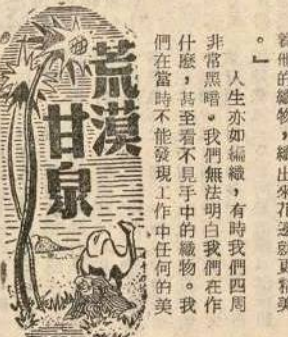 着他的織物，織出來花邊就更精美
。』
人生亦如編織，有時我們四周
非常黑暗。我們無法明白我們在作
什麼，甚至看不見手中的織物。我
們在當時不能發現工作中任何的美
荒漠
甘泉